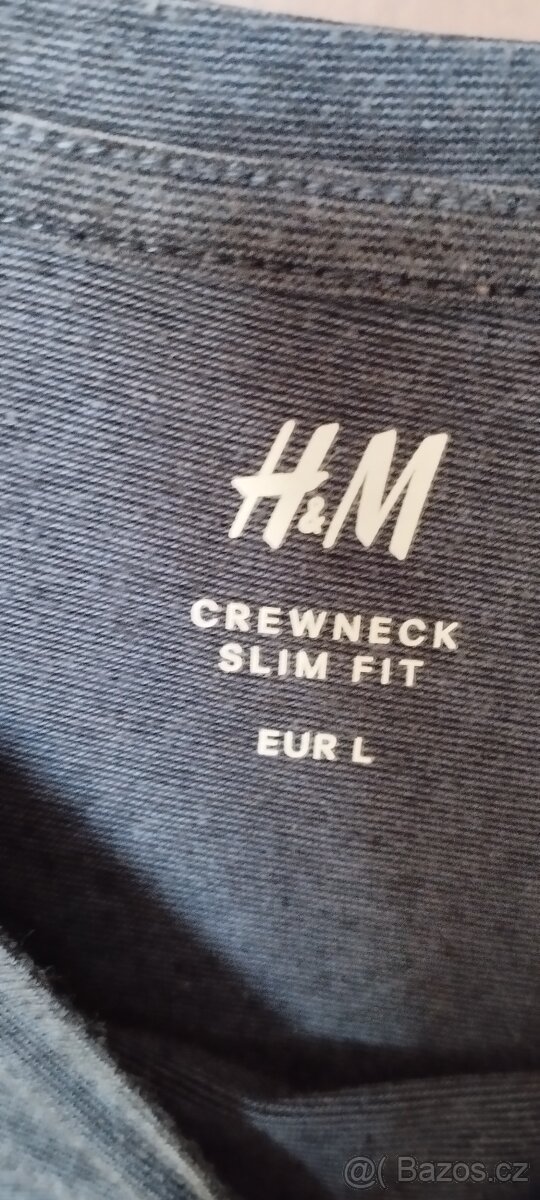 H&M
CREWNECK
SLIM FIT
EUR L
@( Bazos.cz